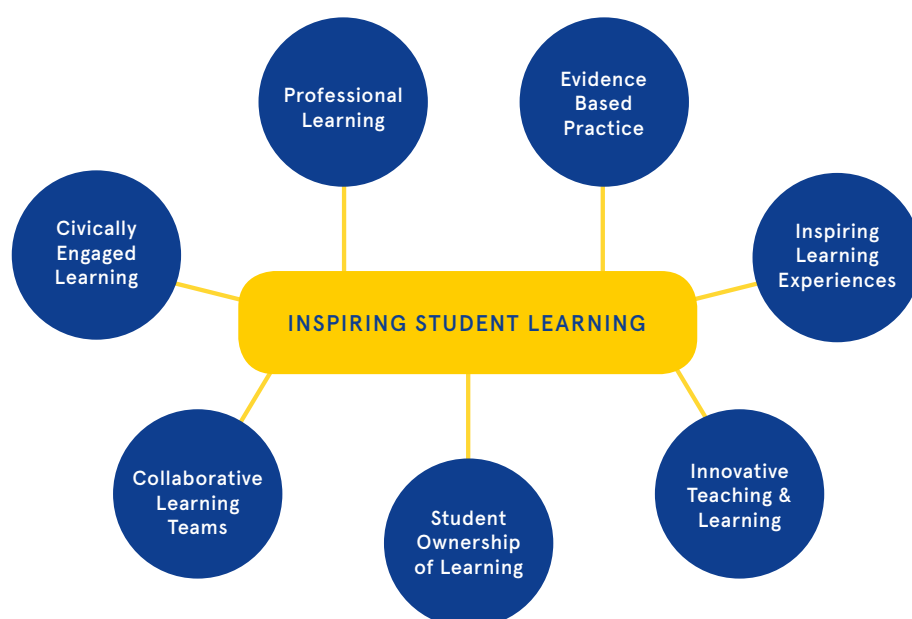 Professional
Learning
Evidence
Based
Practice
Civically
Engaged
Learning
Inspiring
Learning
Experiences
INSPIRING STUDENT LEARNING
Collaborative
Learning
Teams
Student
Ownership
of Learning
Innovative
Teaching &
Learning